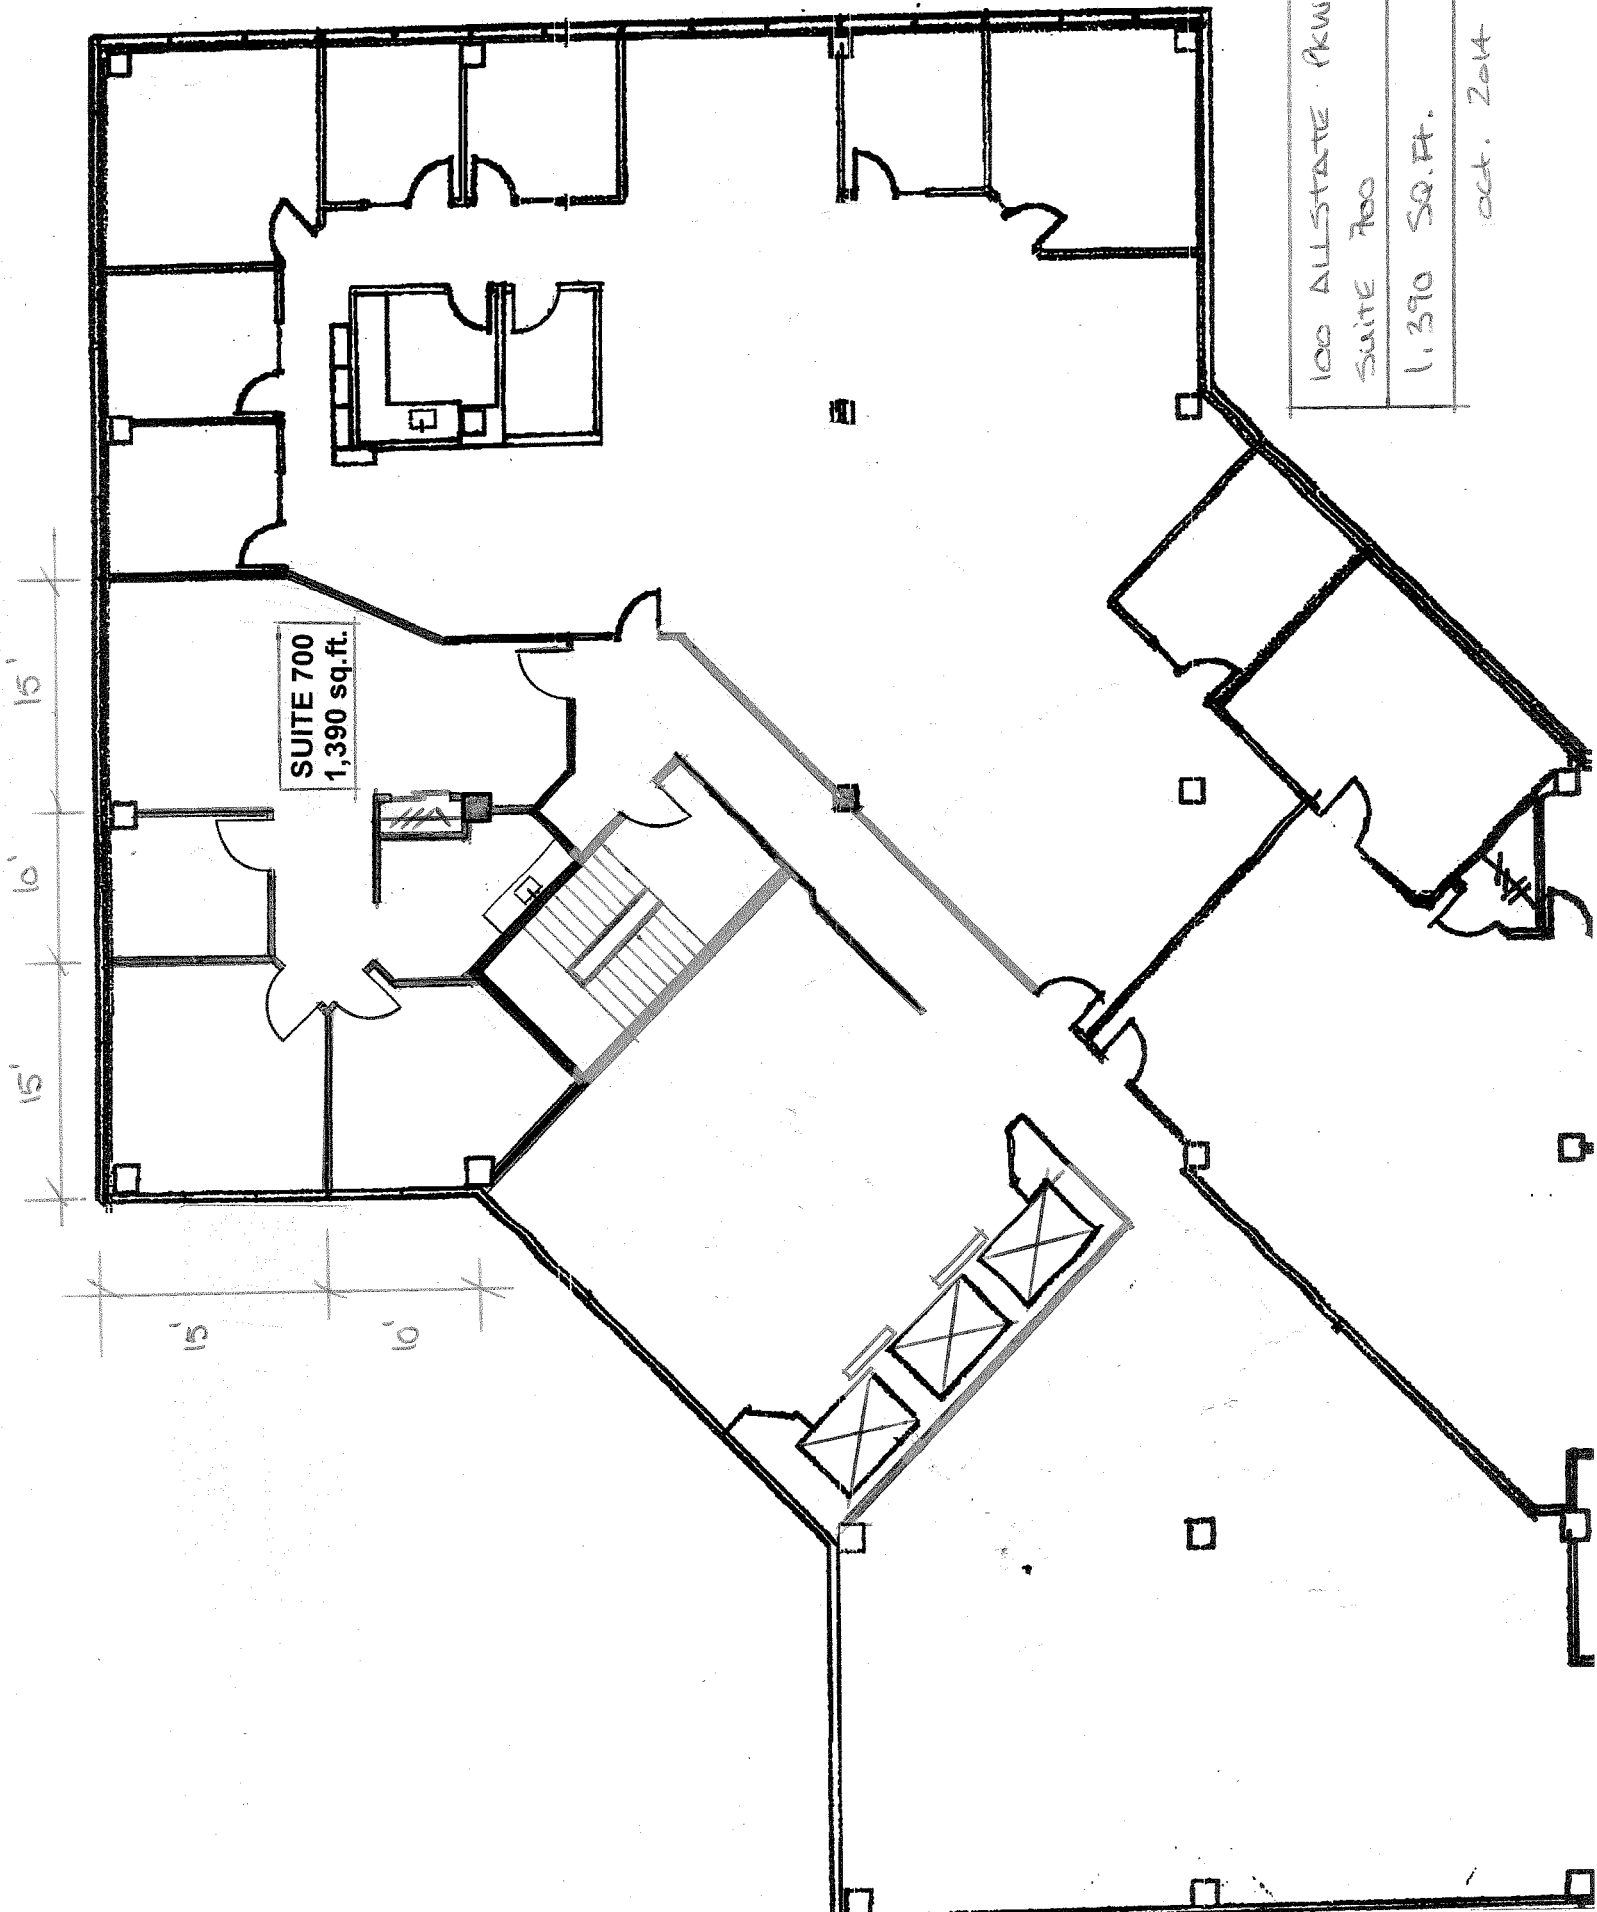 100 ALLSTATE PKW
SUITE 700
1,390 SQ.Ft.
Oct. 2014
SUITE 700
1,390 sq.ft.
15'
10'
15'
15'
10'